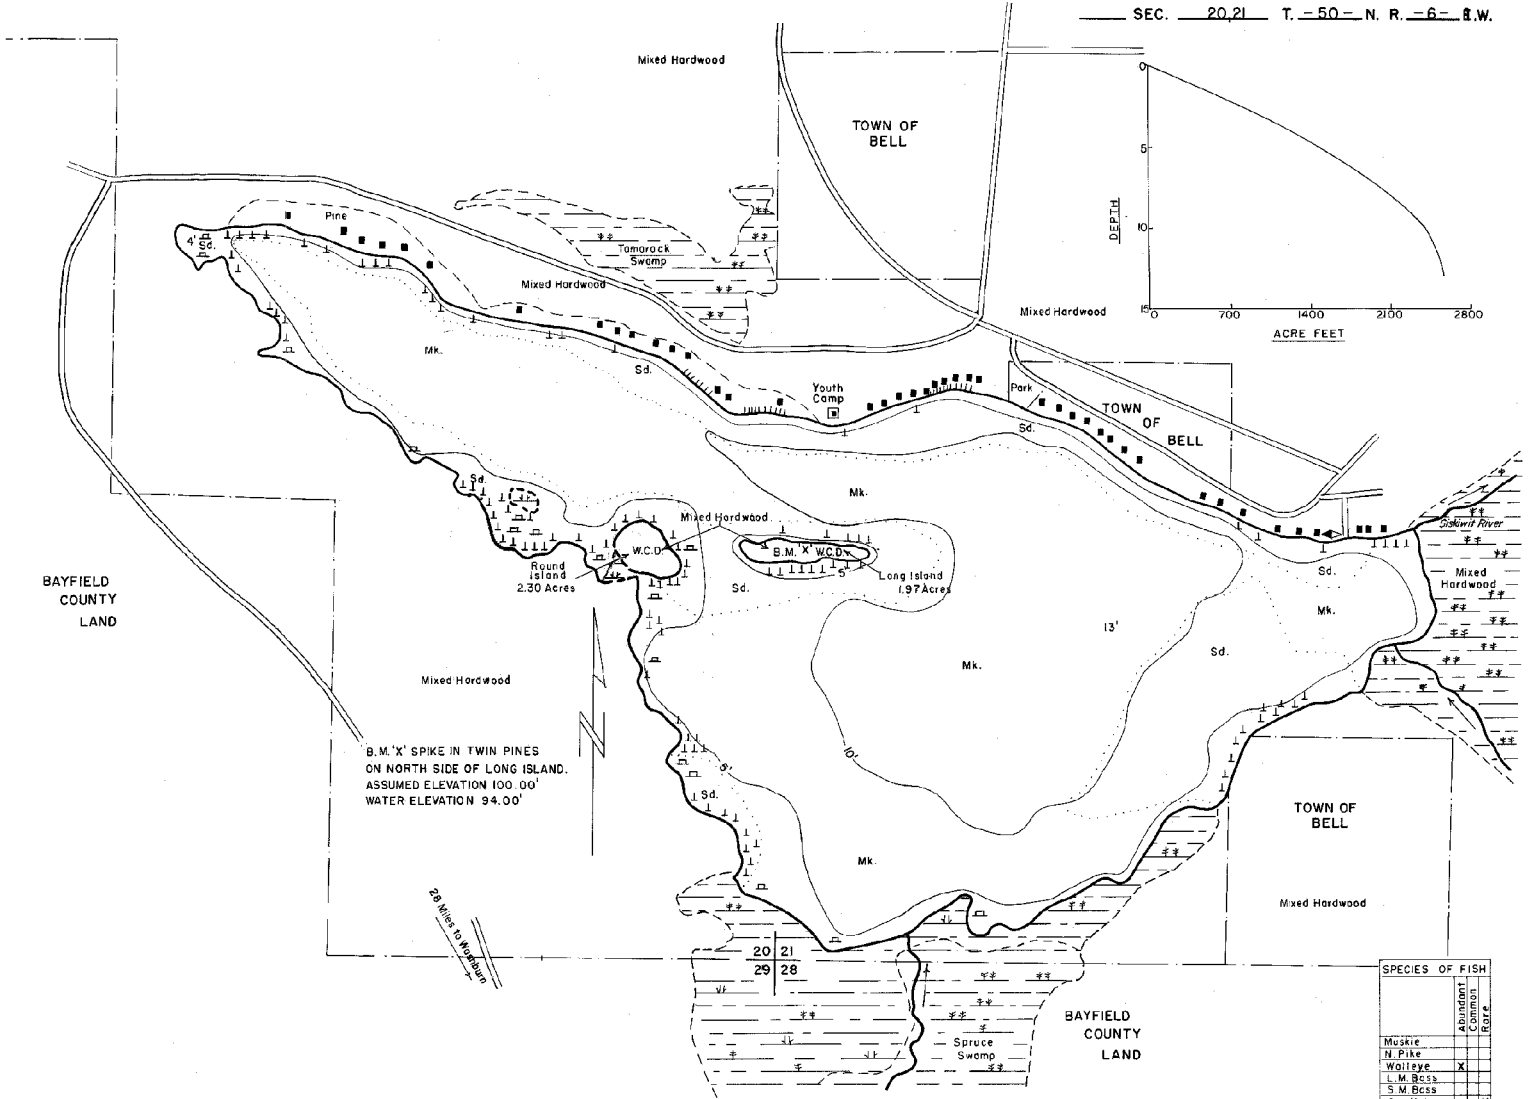 SEC. 20,21 T. -50- N. R. -6- W.
Mixed Hardwood
TOWN OF
BELL
0
5
10
15
DEPTH
0 700 1400 2100 2800
ACRE FEET
Pine
4' Sd.
Tamarack
Swamp
Mixed Hardwood
Mixed Hardwood
Mk.
Sd.
Youth
Camp
Park
Sd.
TOWN
OF
BELL
Sd.
Mk.
Mixed Hardwood
Siskiwit River
W.C.D.
B.M. 'X' W.C.D.
Round
Island
2.30 Acres
5'
Long Island
1.97 Acres
Sd.
Sd.
Mixed
Hardwood
Mk.
BAYFIELD
COUNTY
LAND
13'
Sd.
Mk.
Mixed Hardwood
B.M. 'X' SPIKE IN TWIN PINES
ON NORTH SIDE OF LONG ISLAND.
ASSUMED ELEVATION 100.00'
WATER ELEVATION 94.00'
N
10'
5'
Sd.
TOWN OF
BELL
Mk.
Mixed Hardwood
28 Miles to Washburn
20 21
29 28
BAYFIELD
COUNTY
LAND
Spruce
Swamp
SPECIES OF FISH
Abundant
Common
Rare
Muskie
N. Pike
Walleye X
L.M. Bass
S.M. Bass